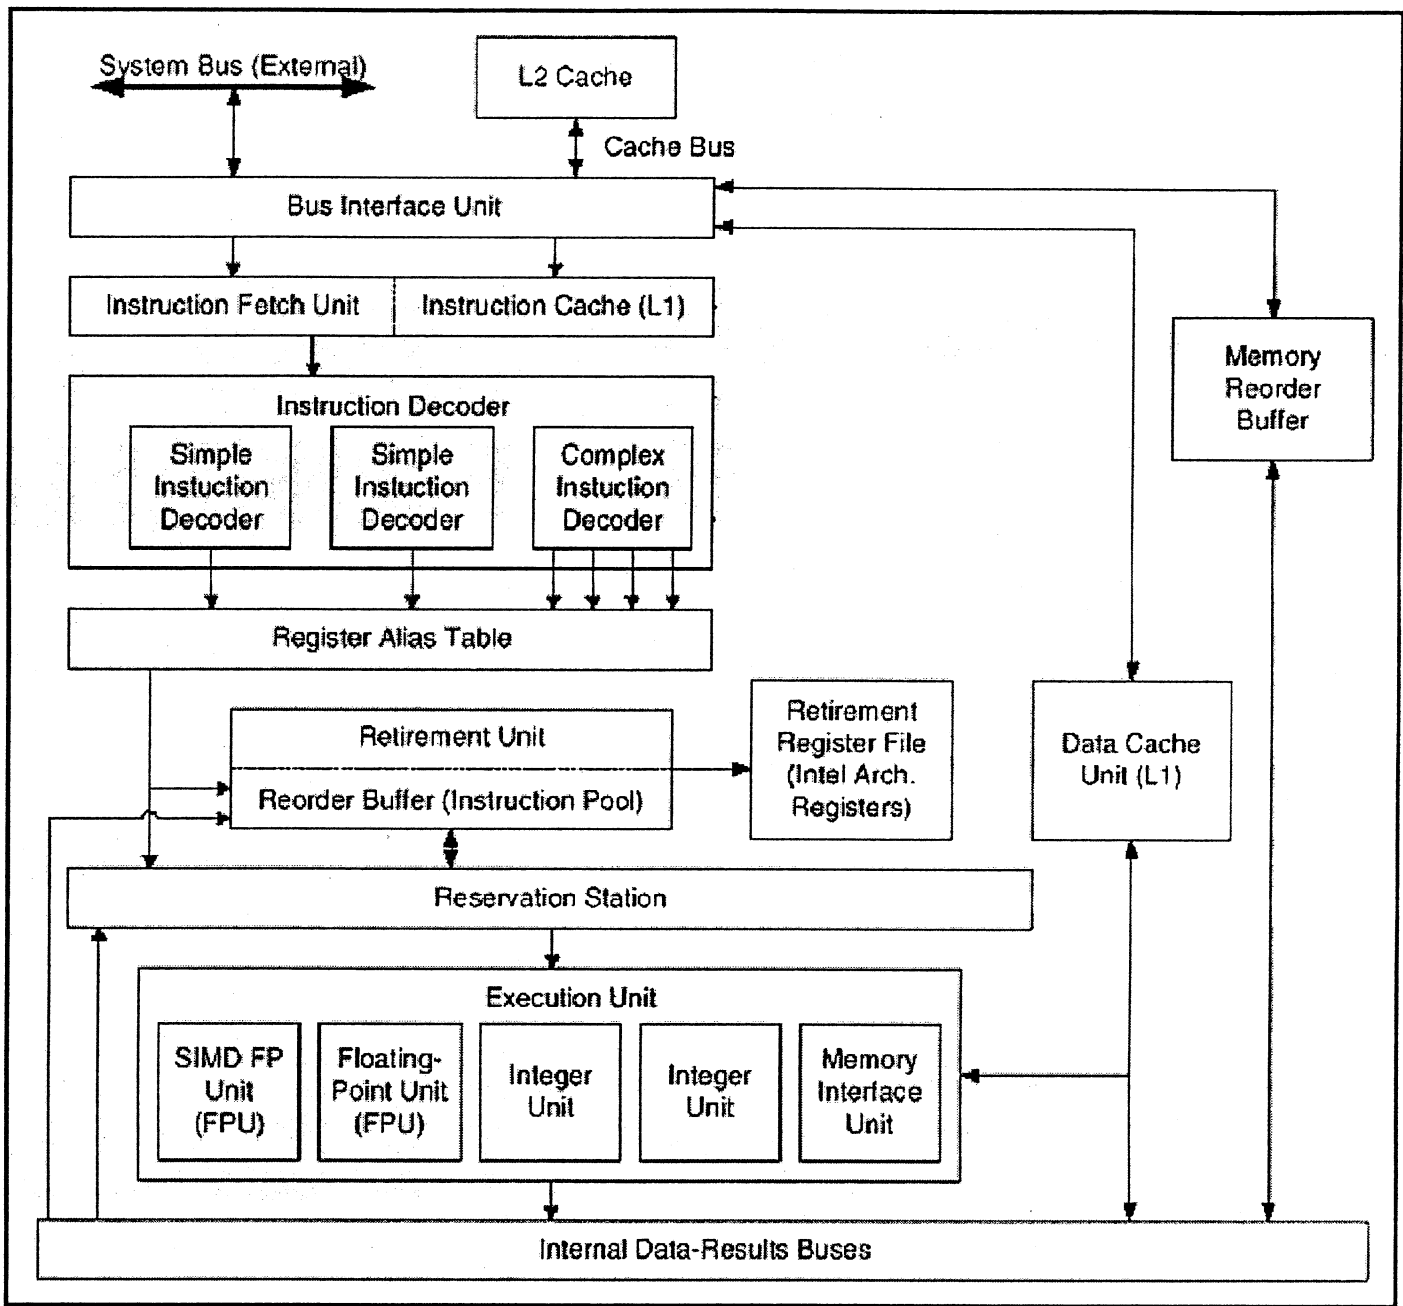 System Bus (External)
L2 Cache
Cache Bus
Bus Interface Unit
Instruction Fetch Unit
Instruction Cache (L1)
Memory
Reorder
Buffer
Instruction Decoder
Simple
Instuction
Decoder
Simple
Instuction
Decoder
Complex
Instuction
Decoder
Register Alias Table
Retirement Unit
Reorder Buffer (Instruction Pool)
Retirement
Register File
(Intel Arch.
Registers)
Data Cache
Unit (L1)
Reservation Station
Execution Unit
SIMD FP
Unit
(FPU)
Floating-
Point Unit
(FPU)
Integer
Unit
Integer
Unit
Memory
Interface
Unit
Internal Data-Results Buses